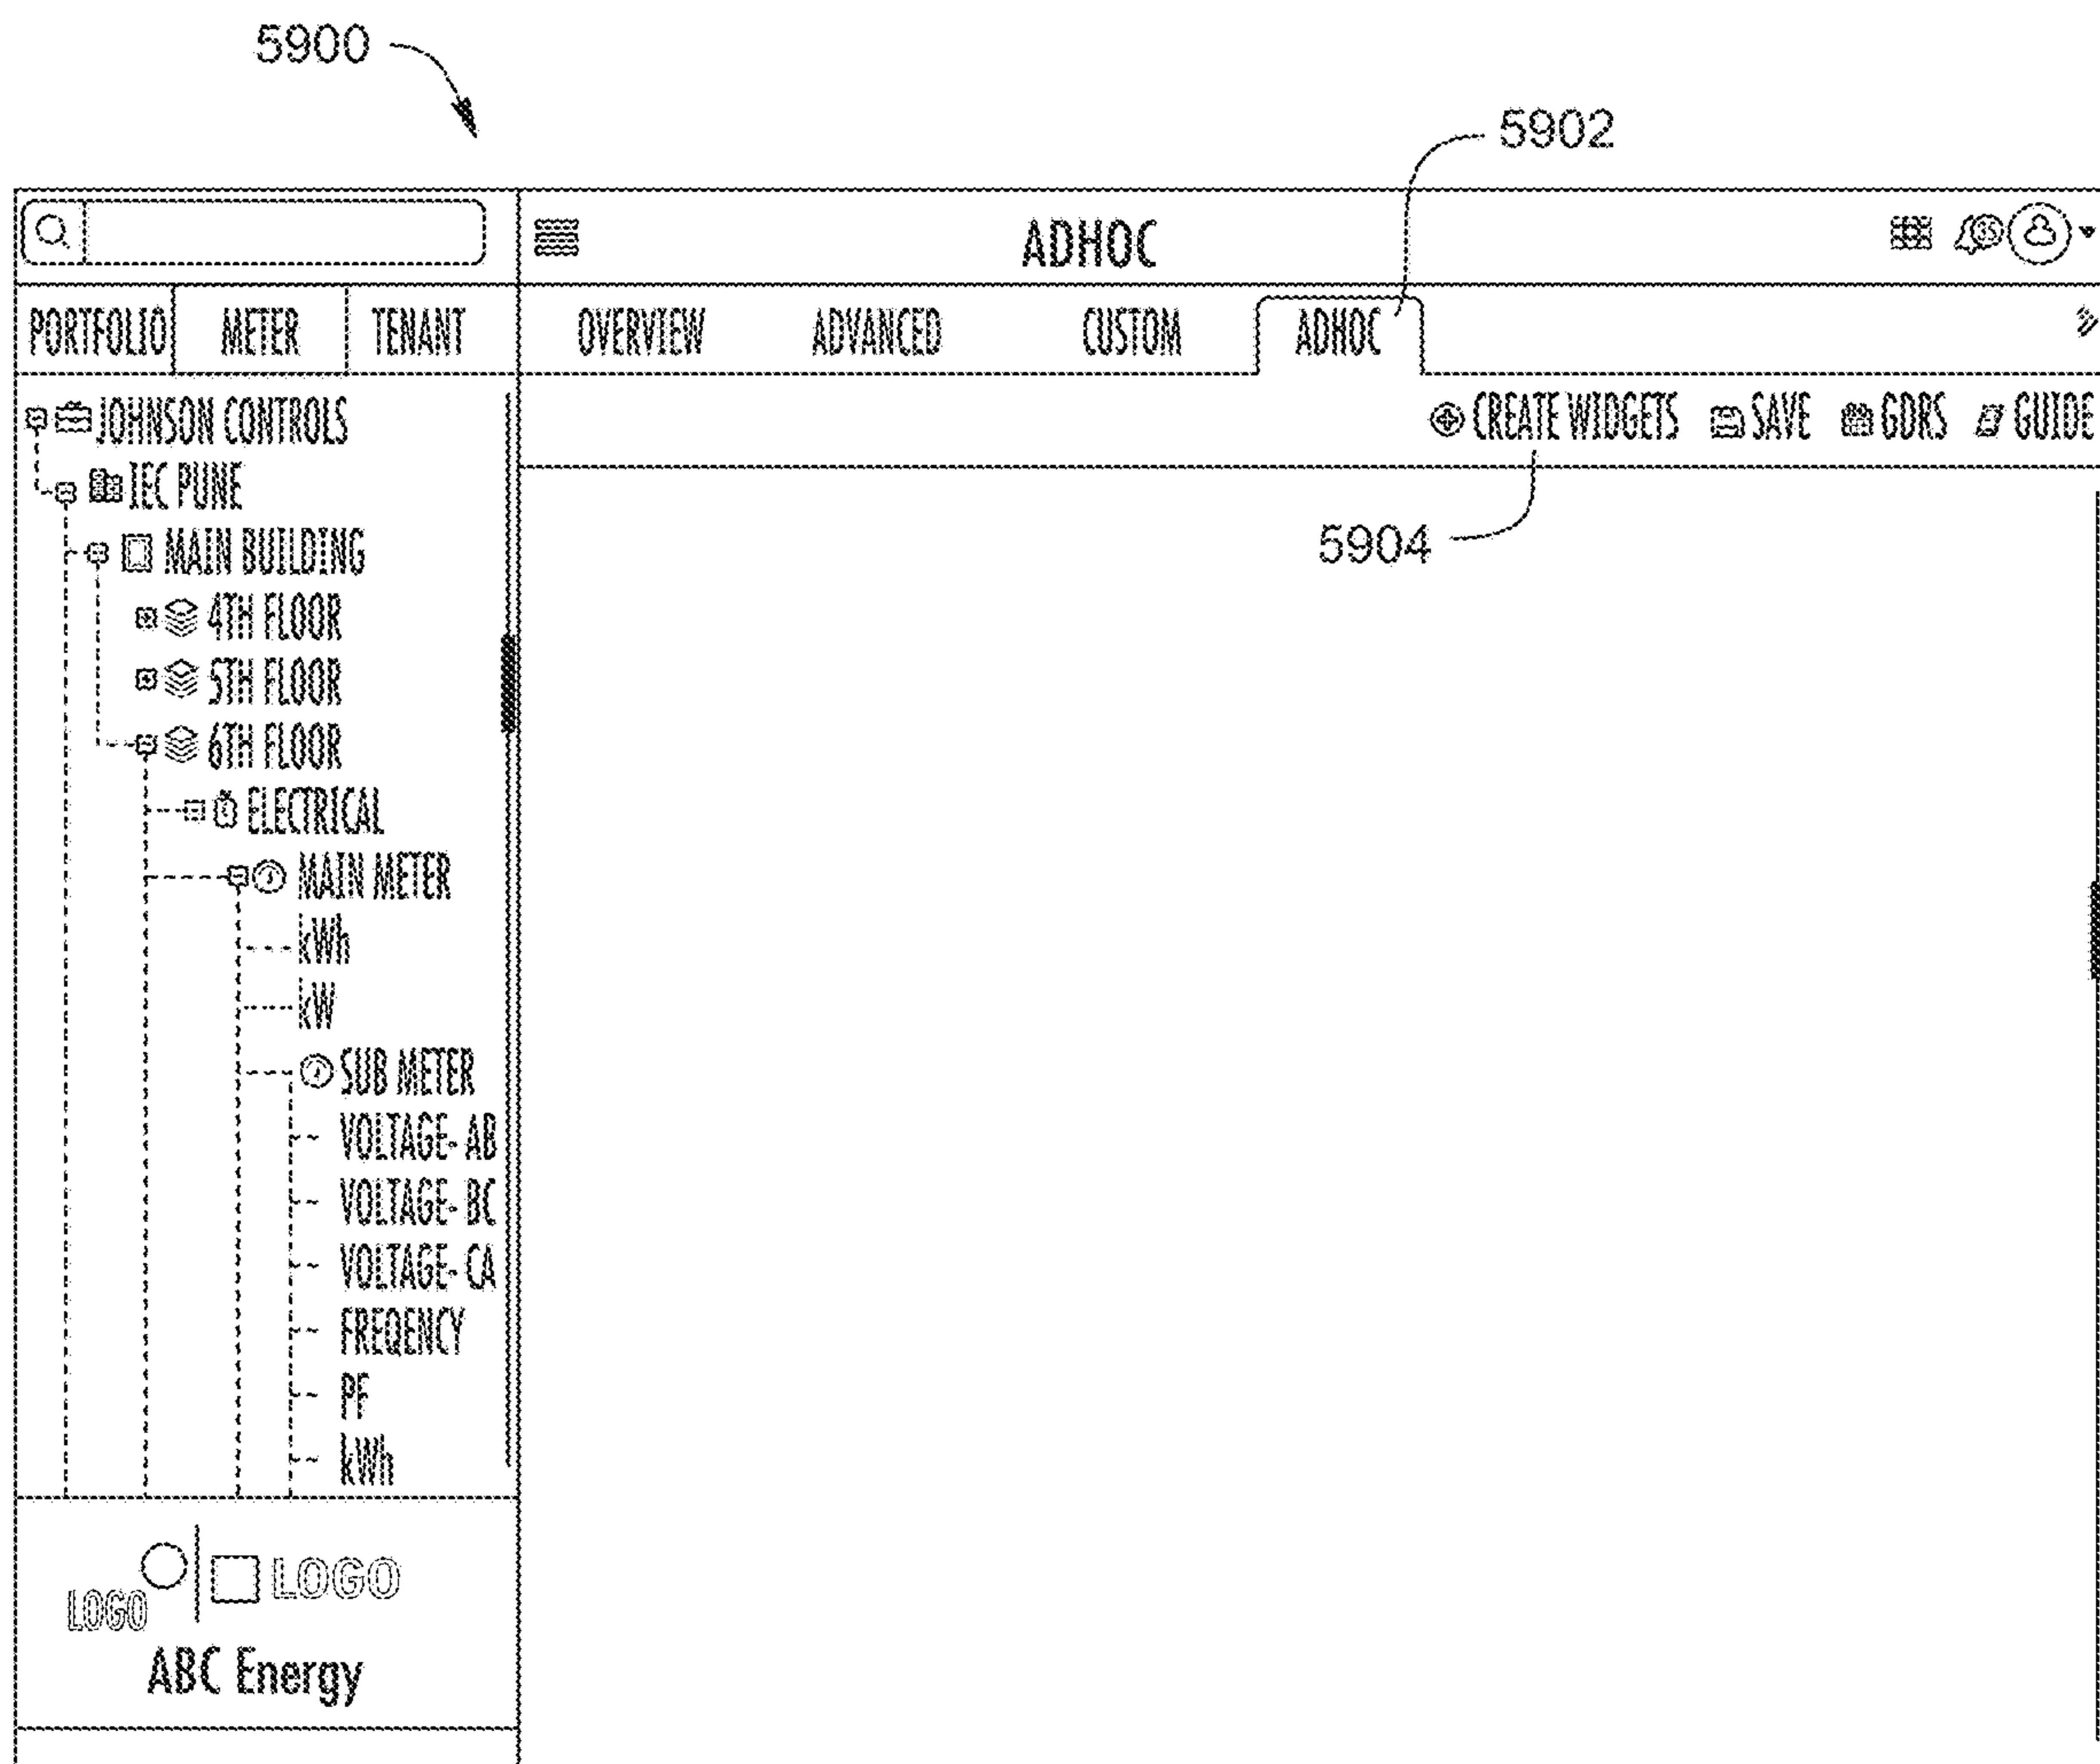 5900
5902
ADHOC
35
PORTFOLIO METER TENANT
OVERVIEW ADVANCED CUSTOM ADHOC
CREATE WIDGETS SAVE GDRS GUIDE
5904
JOHNSON CONTROLS
IEC PUNE
MAIN BUILDING
4TH FLOOR
5TH FLOOR
6TH FLOOR
ELECTRICAL
MAIN METER
kWh
kW
SUB METER
VOLTAGE- AB
VOLTAGE- BC
VOLTAGE- CA
FREQENCY
PF
kWh
LOGO LOGO
ABC Energy